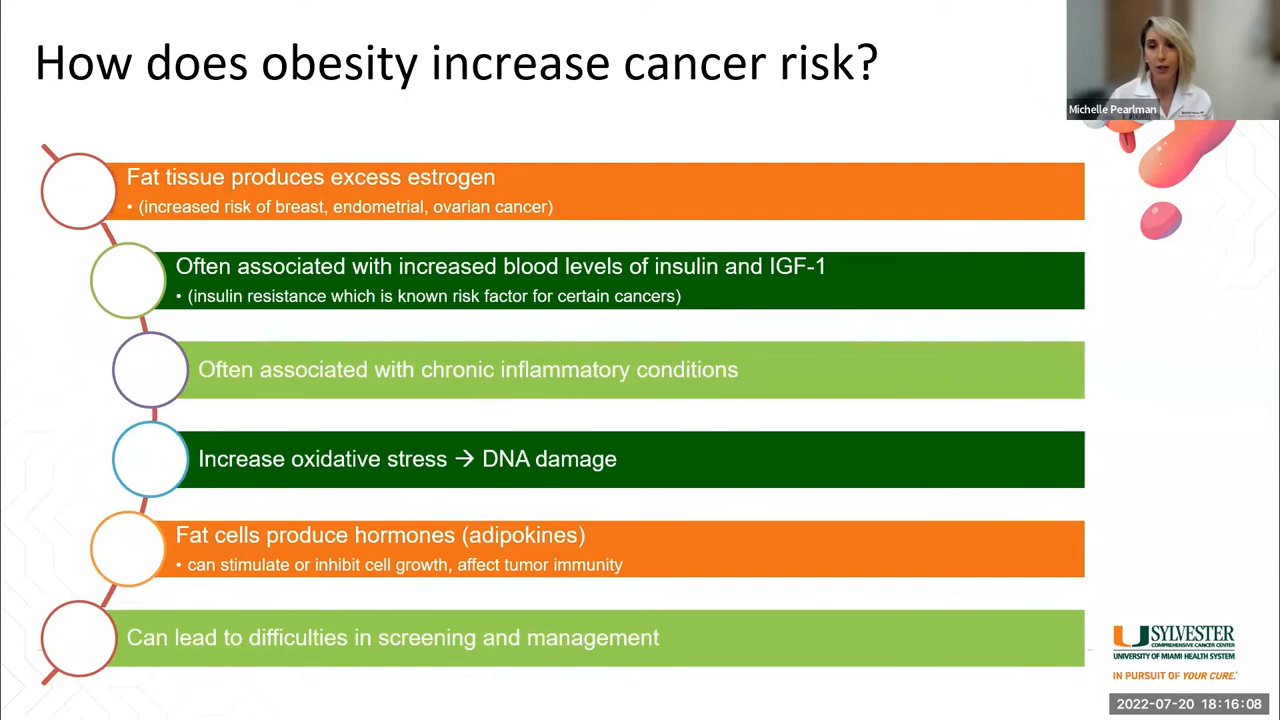 How does obesity increase cancer risk?
Michelle Pearlman
Fat tissue produces excess estrogen
• (increased risk of breast, endometrial, ovarian cancer)
Often associated with increased blood levels of insulin and IGF-1
• (insulin resistance which is known risk factor for certain cancers)
Often associated with chronic inflammatory conditions
Increase oxidative stress → DNA damage
Fat cells produce hormones (adipokines)
• can stimulate or inhibit cell growth, affect tumor immunity
Can lead to difficulties in screening and management
SYLVESTER
COMPREHENSIVE CANCER CENTER
UNIVERSITY OF MIAMI HEALTH SYSTEM
IN PURSUIT OF YOUR CURE.
2022-07-20 18:16:08